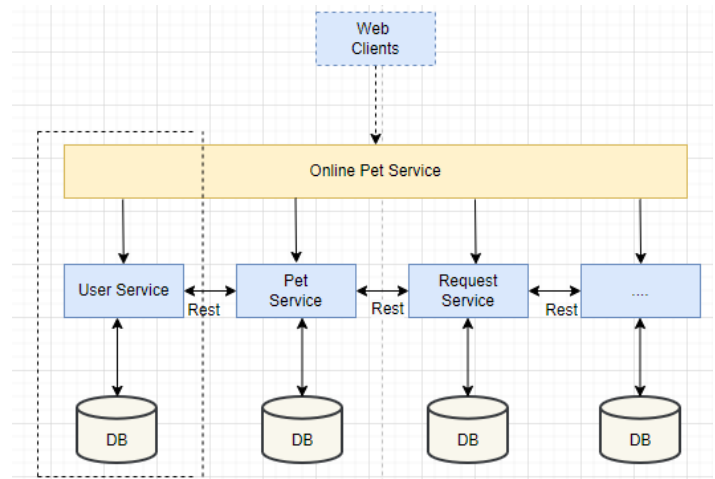 Web
Clients
Online Pet Service
User Service
Pet
Service
Request
Service
....
Rest
Rest
Rest
DB
DB
DB
DB